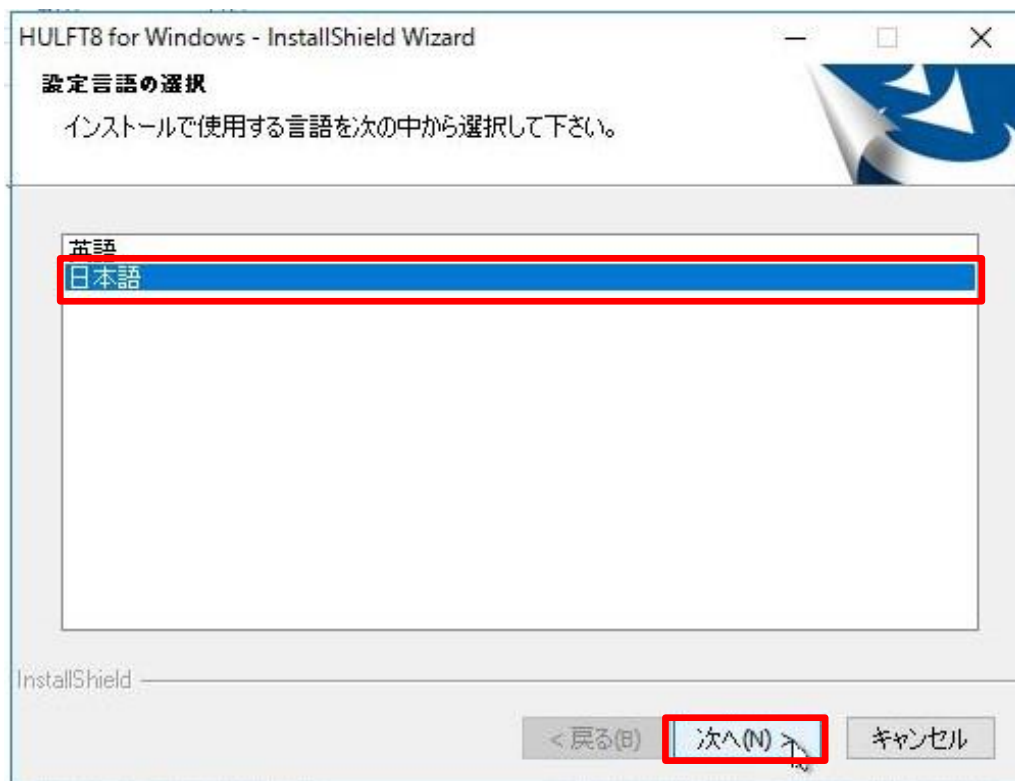 HULFT8 for Windows - InstallShield Wizard
設定言語の選択
インストールで使用する言語を次の中から選択して下さい。
英語
日本語
InstallShield
< 戻る(B) 次へ(N) > キャンセル